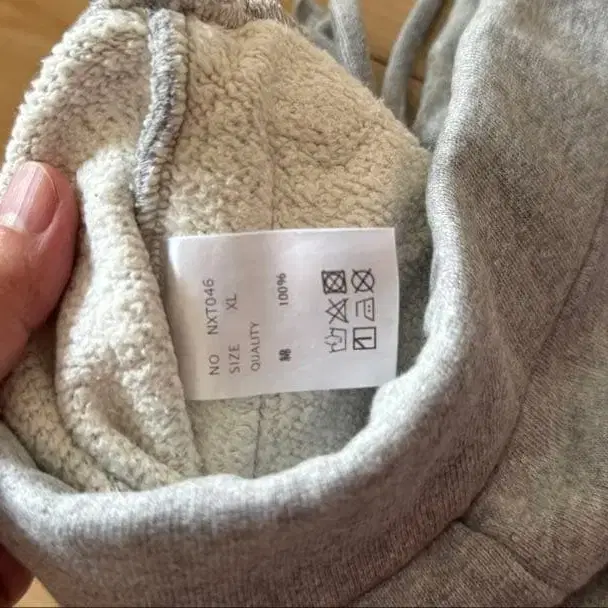 NO NXT046
SIZE XL
QUALITY
綿 100%